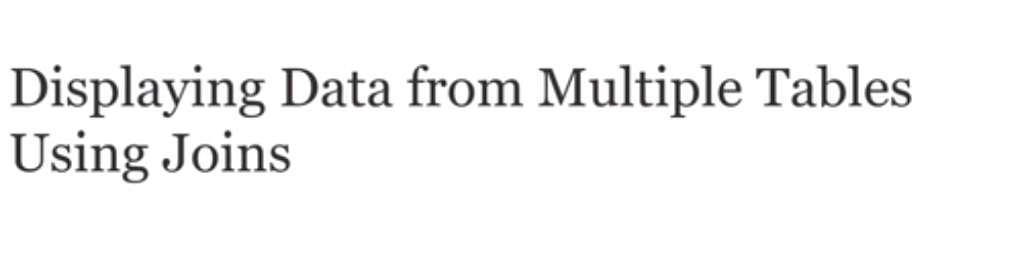 Displaying Data from Multiple Tables
Using Joins